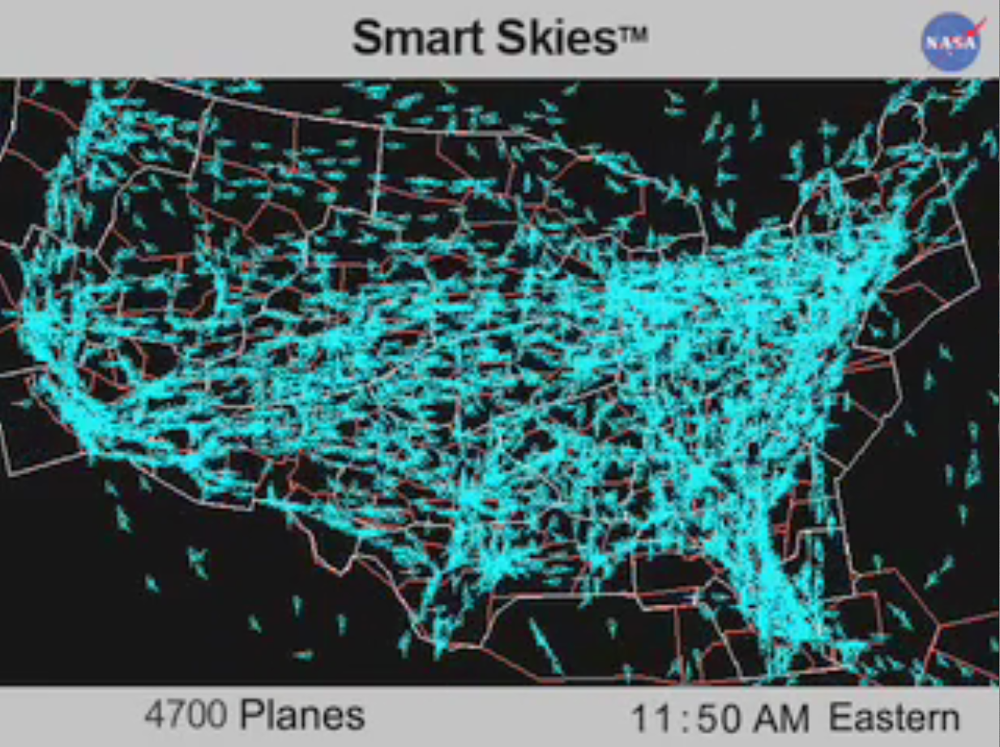 Smart Skies™
NASA
4700 Planes
11:50 AM Eastern